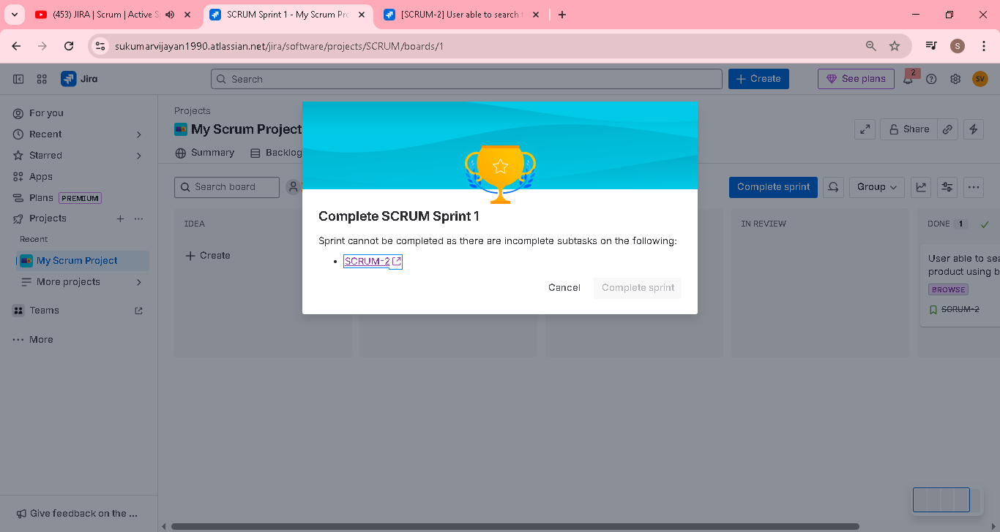 (453) JIRA | Scrum | Active S
SCRUM Sprint 1 - My Scrum Pro
[SCRUM-2] User able to search
sukumarvijayan1990.atlassian.net/jira/software/projects/SCRUM/boards/1
S
Jira
Search
+ Create
See plans
2
SV
For you
Recent
Starred
Apps
Plans PREMIUM
Projects
Recent
My Scrum Project
More projects
Teams
More
Give feedback on the ...
Projects
My Scrum Project
Share
Summary
Backlog
Search board
Complete sprint
Group
IDEA
IN REVIEW
DONE 1
+ Create
User able to sea
product using b
BROWSE
SCRUM-2
Complete SCRUM Sprint 1
Sprint cannot be completed as there are incomplete subtasks on the following:
• SCRUM-2
Cancel
Complete sprint